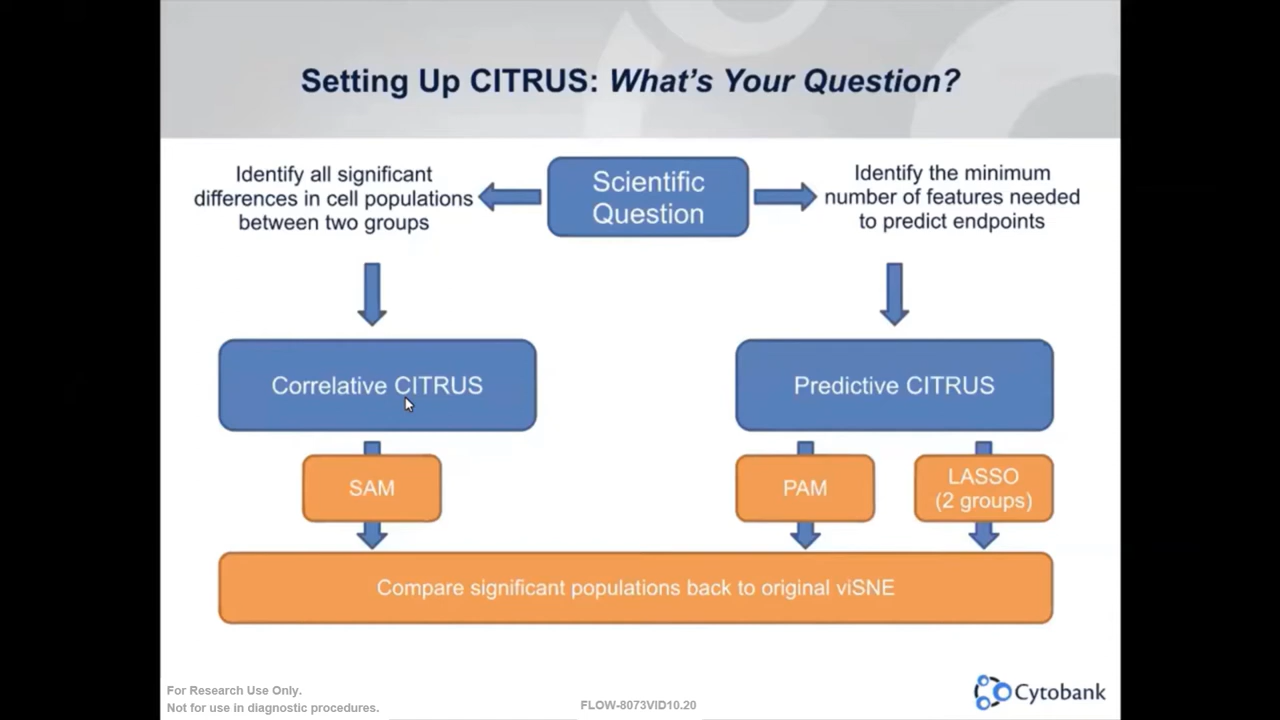 Setting Up CITRUS: What's Your Question?
Identify all significant
differences in cell populations
between two groups
Scientific
Question
Identify the minimum
number of features needed
to predict endpoints
Correlative CITRUS
Predictive CITRUS
SAM
PAM
LASSO
(2 groups)
Compare significant populations back to original viSNE
For Research Use Only.
Not for use in diagnostic procedures.
FLOW-8073VID10.20
Cytobank